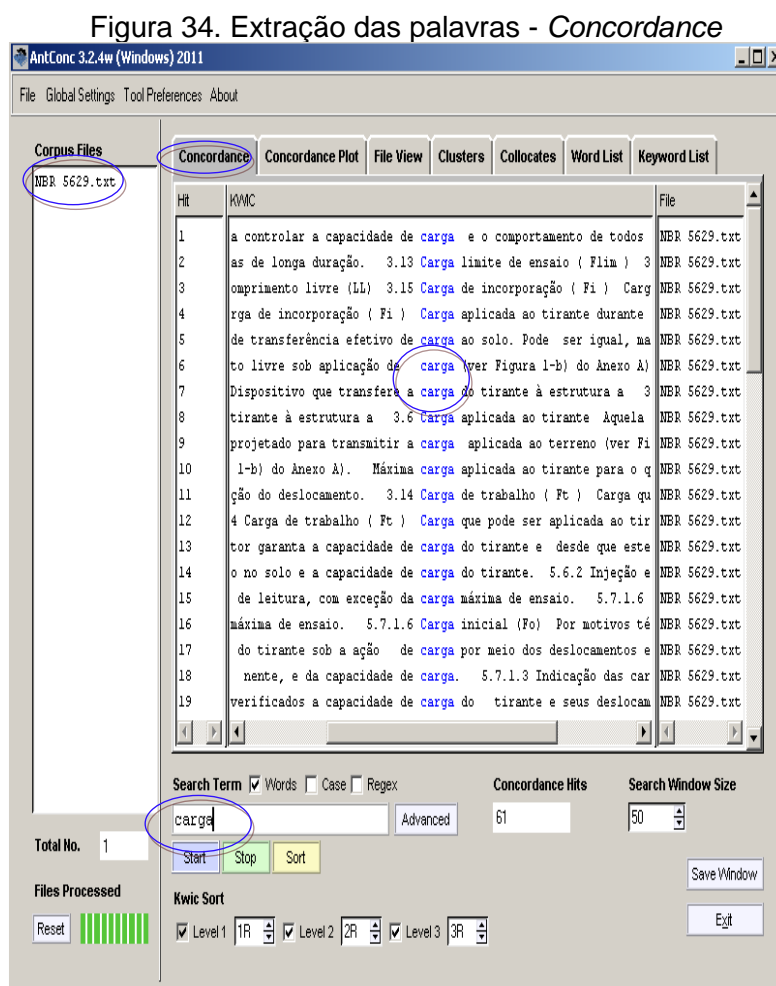 Figura 34. Extração das palavras - Concordance
AntConc 3.2.4w (Windows) 2011
File Global Settings Tool Preferences About
Corpus Files
NBR 5629.txt
Concordance Concordance Plot File View Clusters Collocates Word List Keyword List
Hit KWIC File
1 a controlar a capacidade de carga e o comportamento de todos NBR 5629.txt
2 as de longa duração. 3.13 Carga limite de ensaio ( Flim ) 3 NBR 5629.txt
3 omprimento livre (LL) 3.15 Carga de incorporação ( Fi ) Carg NBR 5629.txt
4 rga de incorporação ( Fi ) Carga aplicada ao tirante durante NBR 5629.txt
5 de transferência efetivo de carga ao solo. Pode ser igual, ma NBR 5629.txt
6 to livre sob aplicação de carga (ver Figura 1-b) do Anexo A) NBR 5629.txt
7 Dispositivo que transfere a carga do tirante à estrutura a 3 NBR 5629.txt
8 tirante à estrutura a 3.6 Carga aplicada ao tirante Aquela NBR 5629.txt
9 projetado para transmitir a carga aplicada ao terreno (ver Fi NBR 5629.txt
10 1-b) do Anexo A). Máxima carga aplicada ao tirante para o q NBR 5629.txt
11 ção do deslocamento. 3.14 Carga de trabalho ( Ft ) Carga qu NBR 5629.txt
12 4 Carga de trabalho ( Ft ) Carga que pode ser aplicada ao tir NBR 5629.txt
13 tor garanta a capacidade de carga do tirante e desde que este NBR 5629.txt
14 o no solo e a capacidade de carga do tirante. 5.6.2 Injeção e NBR 5629.txt
15 de leitura, com exceção da carga máxima de ensaio. 5.7.1.6 NBR 5629.txt
16 máxima de ensaio. 5.7.1.6 Carga inicial (Fo) Por motivos té NBR 5629.txt
17 do tirante sob a ação de carga por meio dos deslocamentos e NBR 5629.txt
18 nente, e da capacidade de carga. 5.7.1.3 Indicação das car NBR 5629.txt
19 verificados a capacidade de carga do tirante e seus deslocam NBR 5629.txt
Search Term Words Case Regex Concordance Hits Search Window Size
carga Advanced 61 50
Total No. 1
Start Stop Sort
Save Window
Files Processed
Kwic Sort
Reset
Level 1 1R Level 2 2R Level 3 3R
Exit